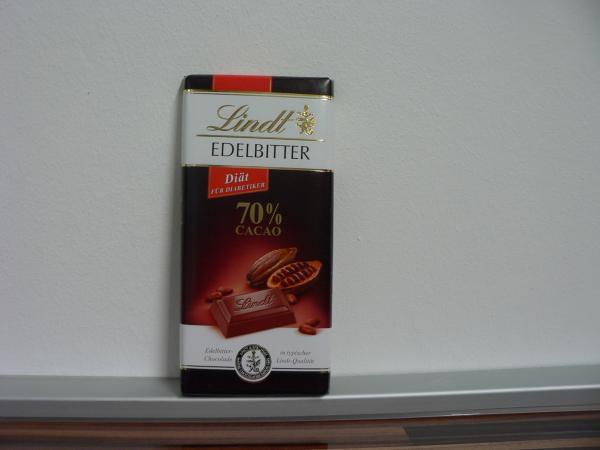 Lindt
EDELBITTER
Diät
FÜR DIABETIKER
70%
CACAO
Lindt
Edelbitter-
Chocolade
in typischer
Lindt-Qualität